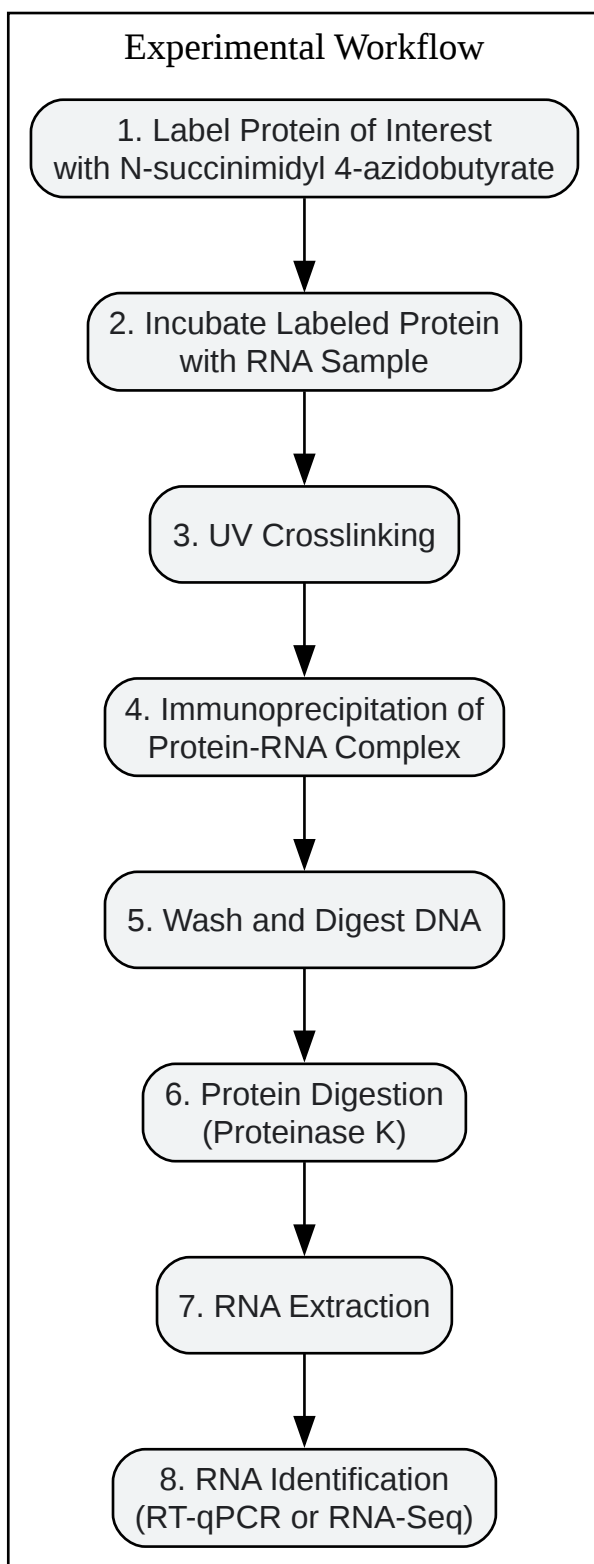 Experimental Workflow
1. Label Protein of Interest
with N-succinimidyl 4-azidobutyrate
2. Incubate Labeled Protein
with RNA Sample
3. UV Crosslinking
4. Immunoprecipitation of
Protein-RNA Complex
5. Wash and Digest DNA
6. Protein Digestion
(Proteinase K)
7. RNA Extraction
8. RNA Identification
(RT-qPCR or RNA-Seq)